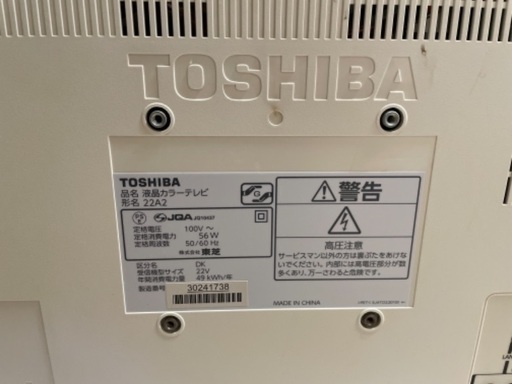 TOSHIBA
TOSHIBA
品名 液晶カラーテレビ
形名 22A2
JQA
定格電圧 100V ～
定格消費電力 56W
定格周波数 50/60 Hz
株式会社 東芝
区分名 DK
受信機型サイズ 22V
年間消費電力量 49 kWh/年
製造番号 30241738
警告
高圧注意
サービスマン以外の方は裏ぶたをあけな
いでください。内部には高電圧部分が数
多くあり、万一さわると危険です。
MADE IN CHINA